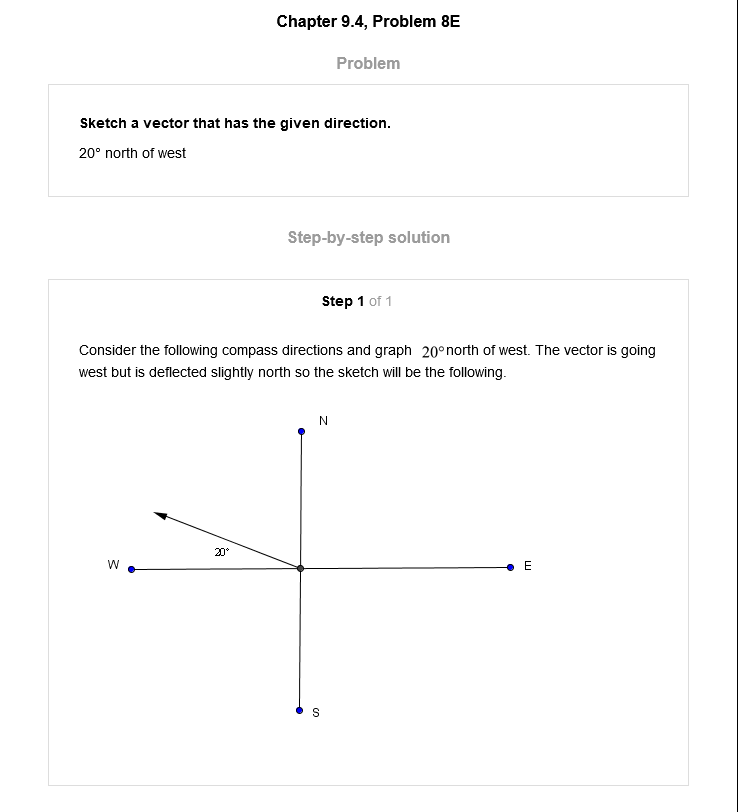 Chapter 9.4, Problem 8E
Problem
Sketch a vector that has the given direction.
20° north of west
Step-by-step solution
Step 1 of 1
Consider the following compass directions and graph 20° north of west. The vector is going
west but is deflected slightly north so the sketch will be the following.
N
20°
W
E
S